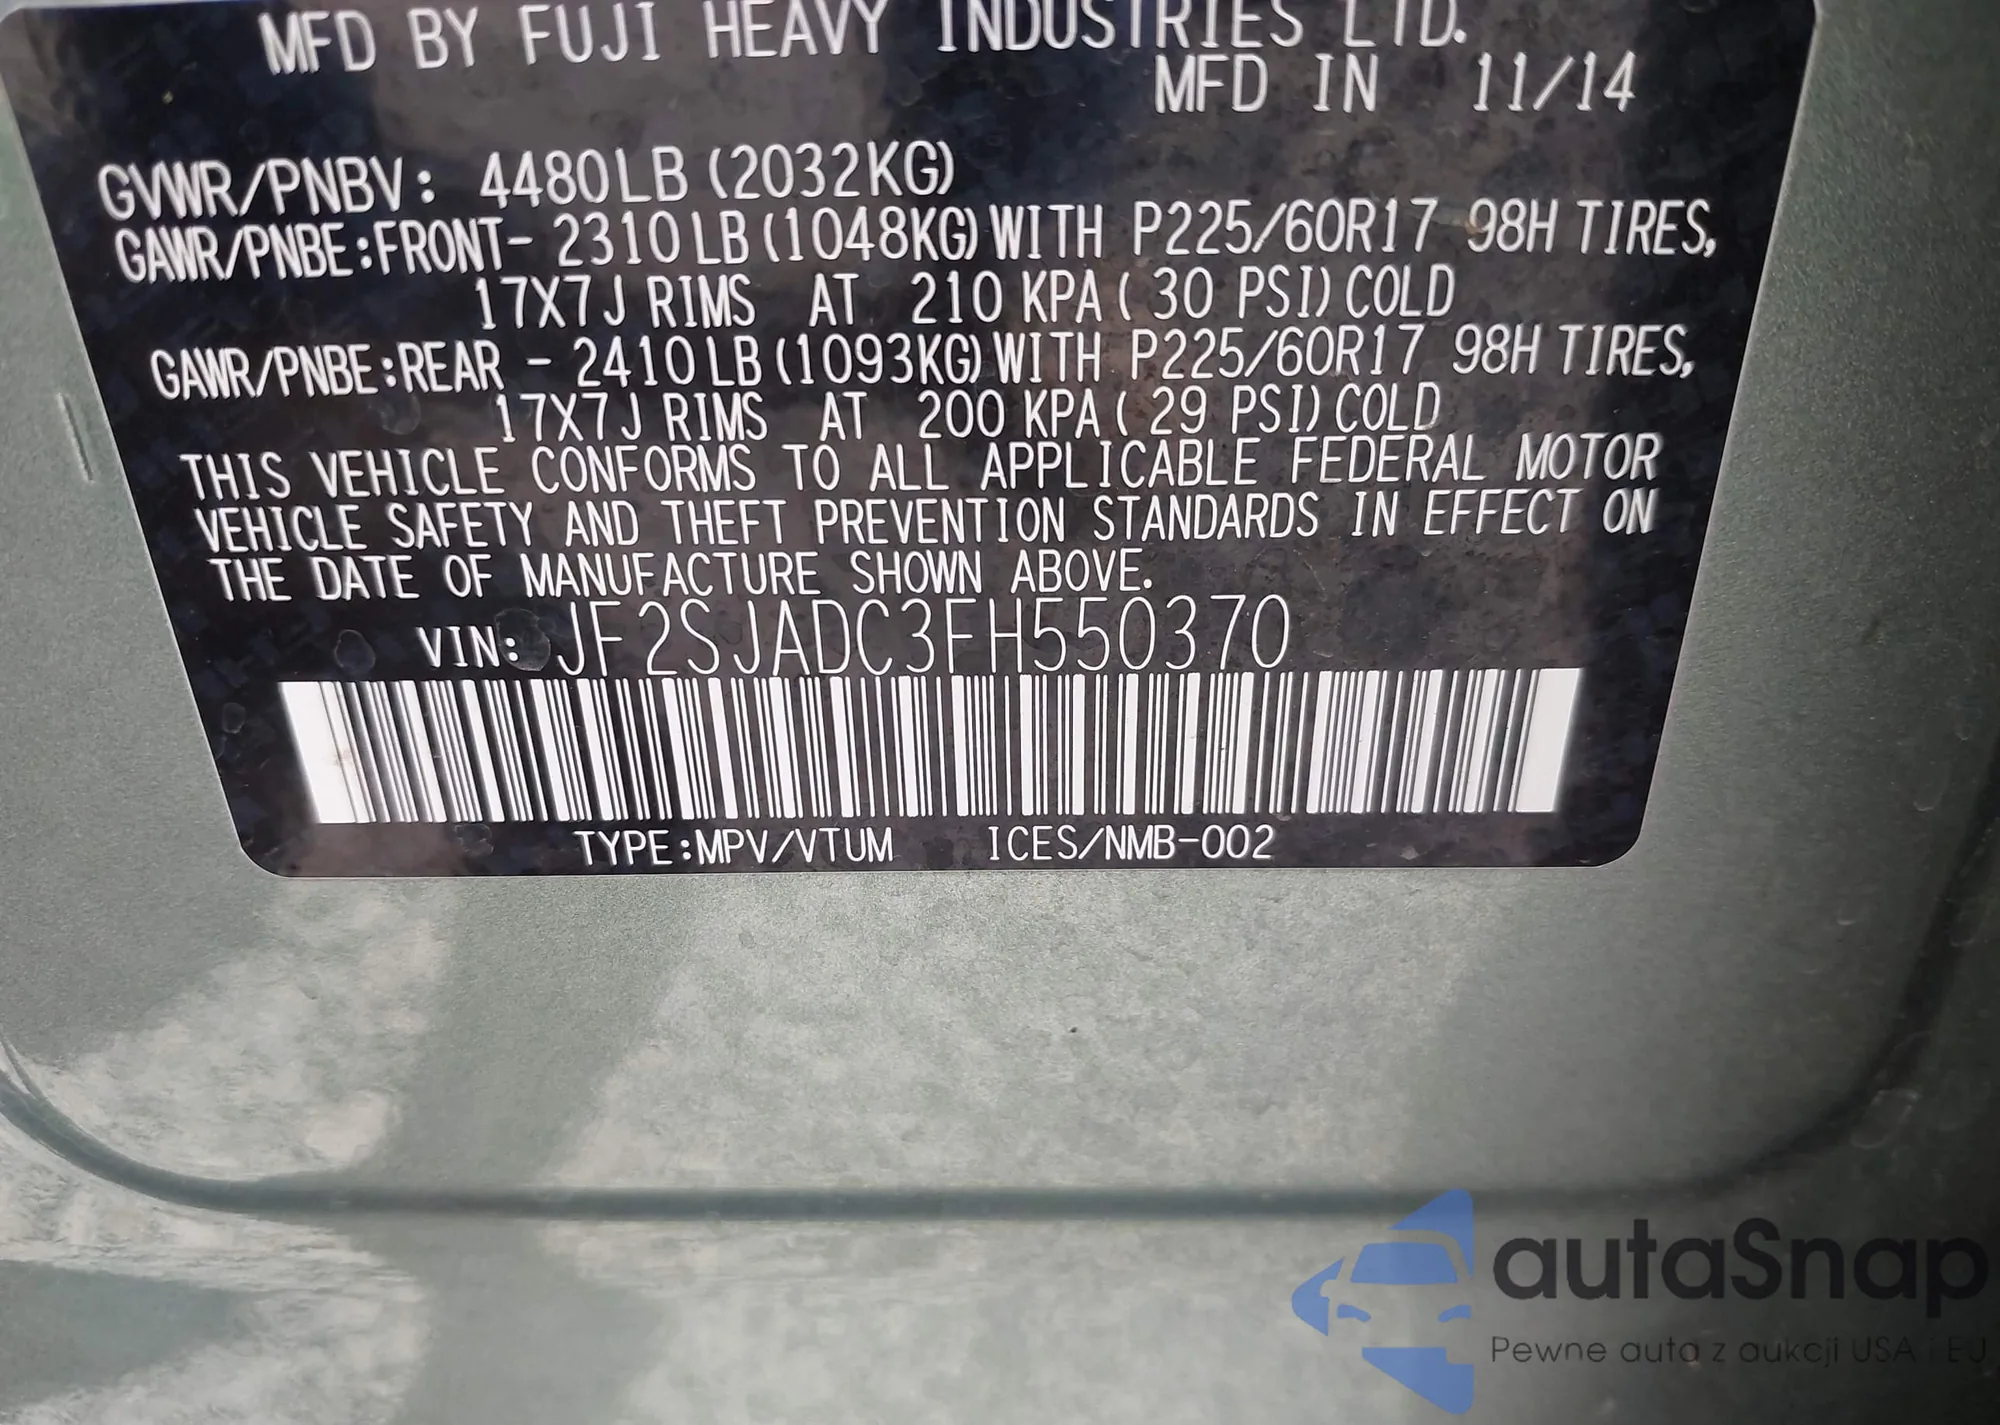 MFD BY FUJI HEAVY INDUSTRIES LTD.
MFD IN 11/14
GVWR/PNBV: 4480LB (2032KG)
GAWR/PNBE:FRONT- 2310LB(1048KG)WITH P225/60R17 98H TIRES,
17X7J RIMS AT 210 KPA( 30 PSI)COLD
GAWR/PNBE:REAR - 2410LB(1093KG)WITH P225/60R17 98H TIRES,
17X7J RIMS AT 200 KPA( 29 PSI)COLD
THIS VEHICLE CONFORMS TO ALL APPLICABLE FEDERAL MOTOR
VEHICLE SAFETY AND THEFT PREVENTION STANDARDS IN EFFECT ON
THE DATE OF MANUFACTURE SHOWN ABOVE.
VIN: JF2SJADC3FH550370
TYPE:MPV/VTUM ICES/NMB-002
autaSnap
Pewne auta z aukcji USA i EU